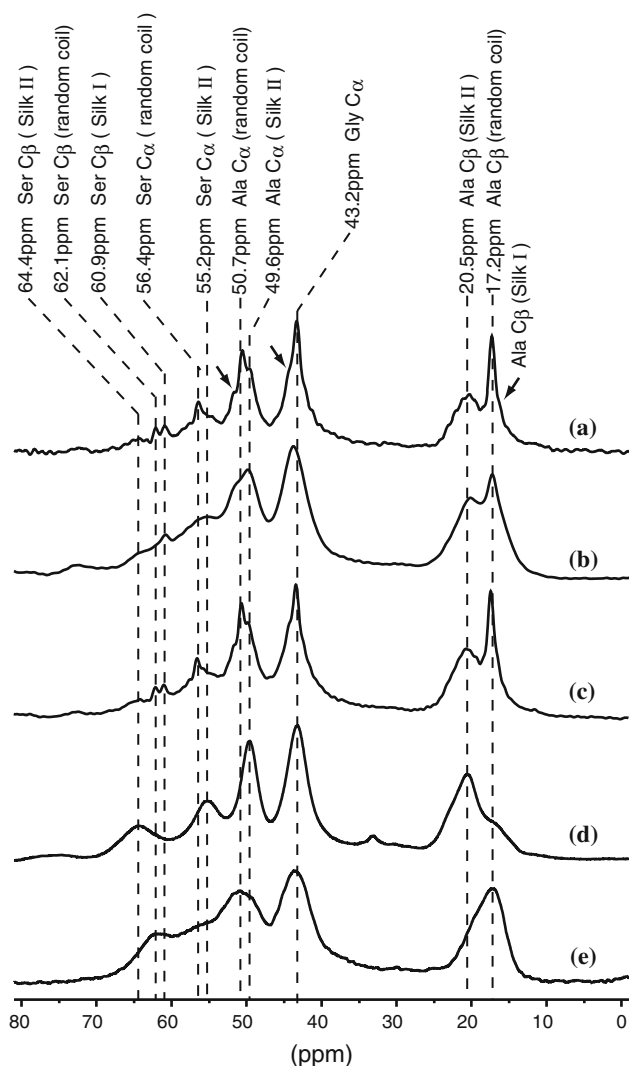 64.4ppm Ser Cβ ( Silk II )
62.1ppm Ser Cβ (random coil)
60.9ppm Ser Cβ ( Silk I )
56.4 ppm Ser Cα ( random coil )
55.2ppm Ser Cα ( Silk II )
50.7ppm Ala Cα (random coil)
49.6ppm Ala Cα ( Silk II )
43.2ppm Gly Cα
20.5ppm Ala Cβ (Silk II )
17.2ppm Ala Cβ (random coil)
Ala Cβ (Silk I )
(a)
(b)
(c)
(d)
(e)
80 70 60 50 40 30 20 10 0
(ppm)